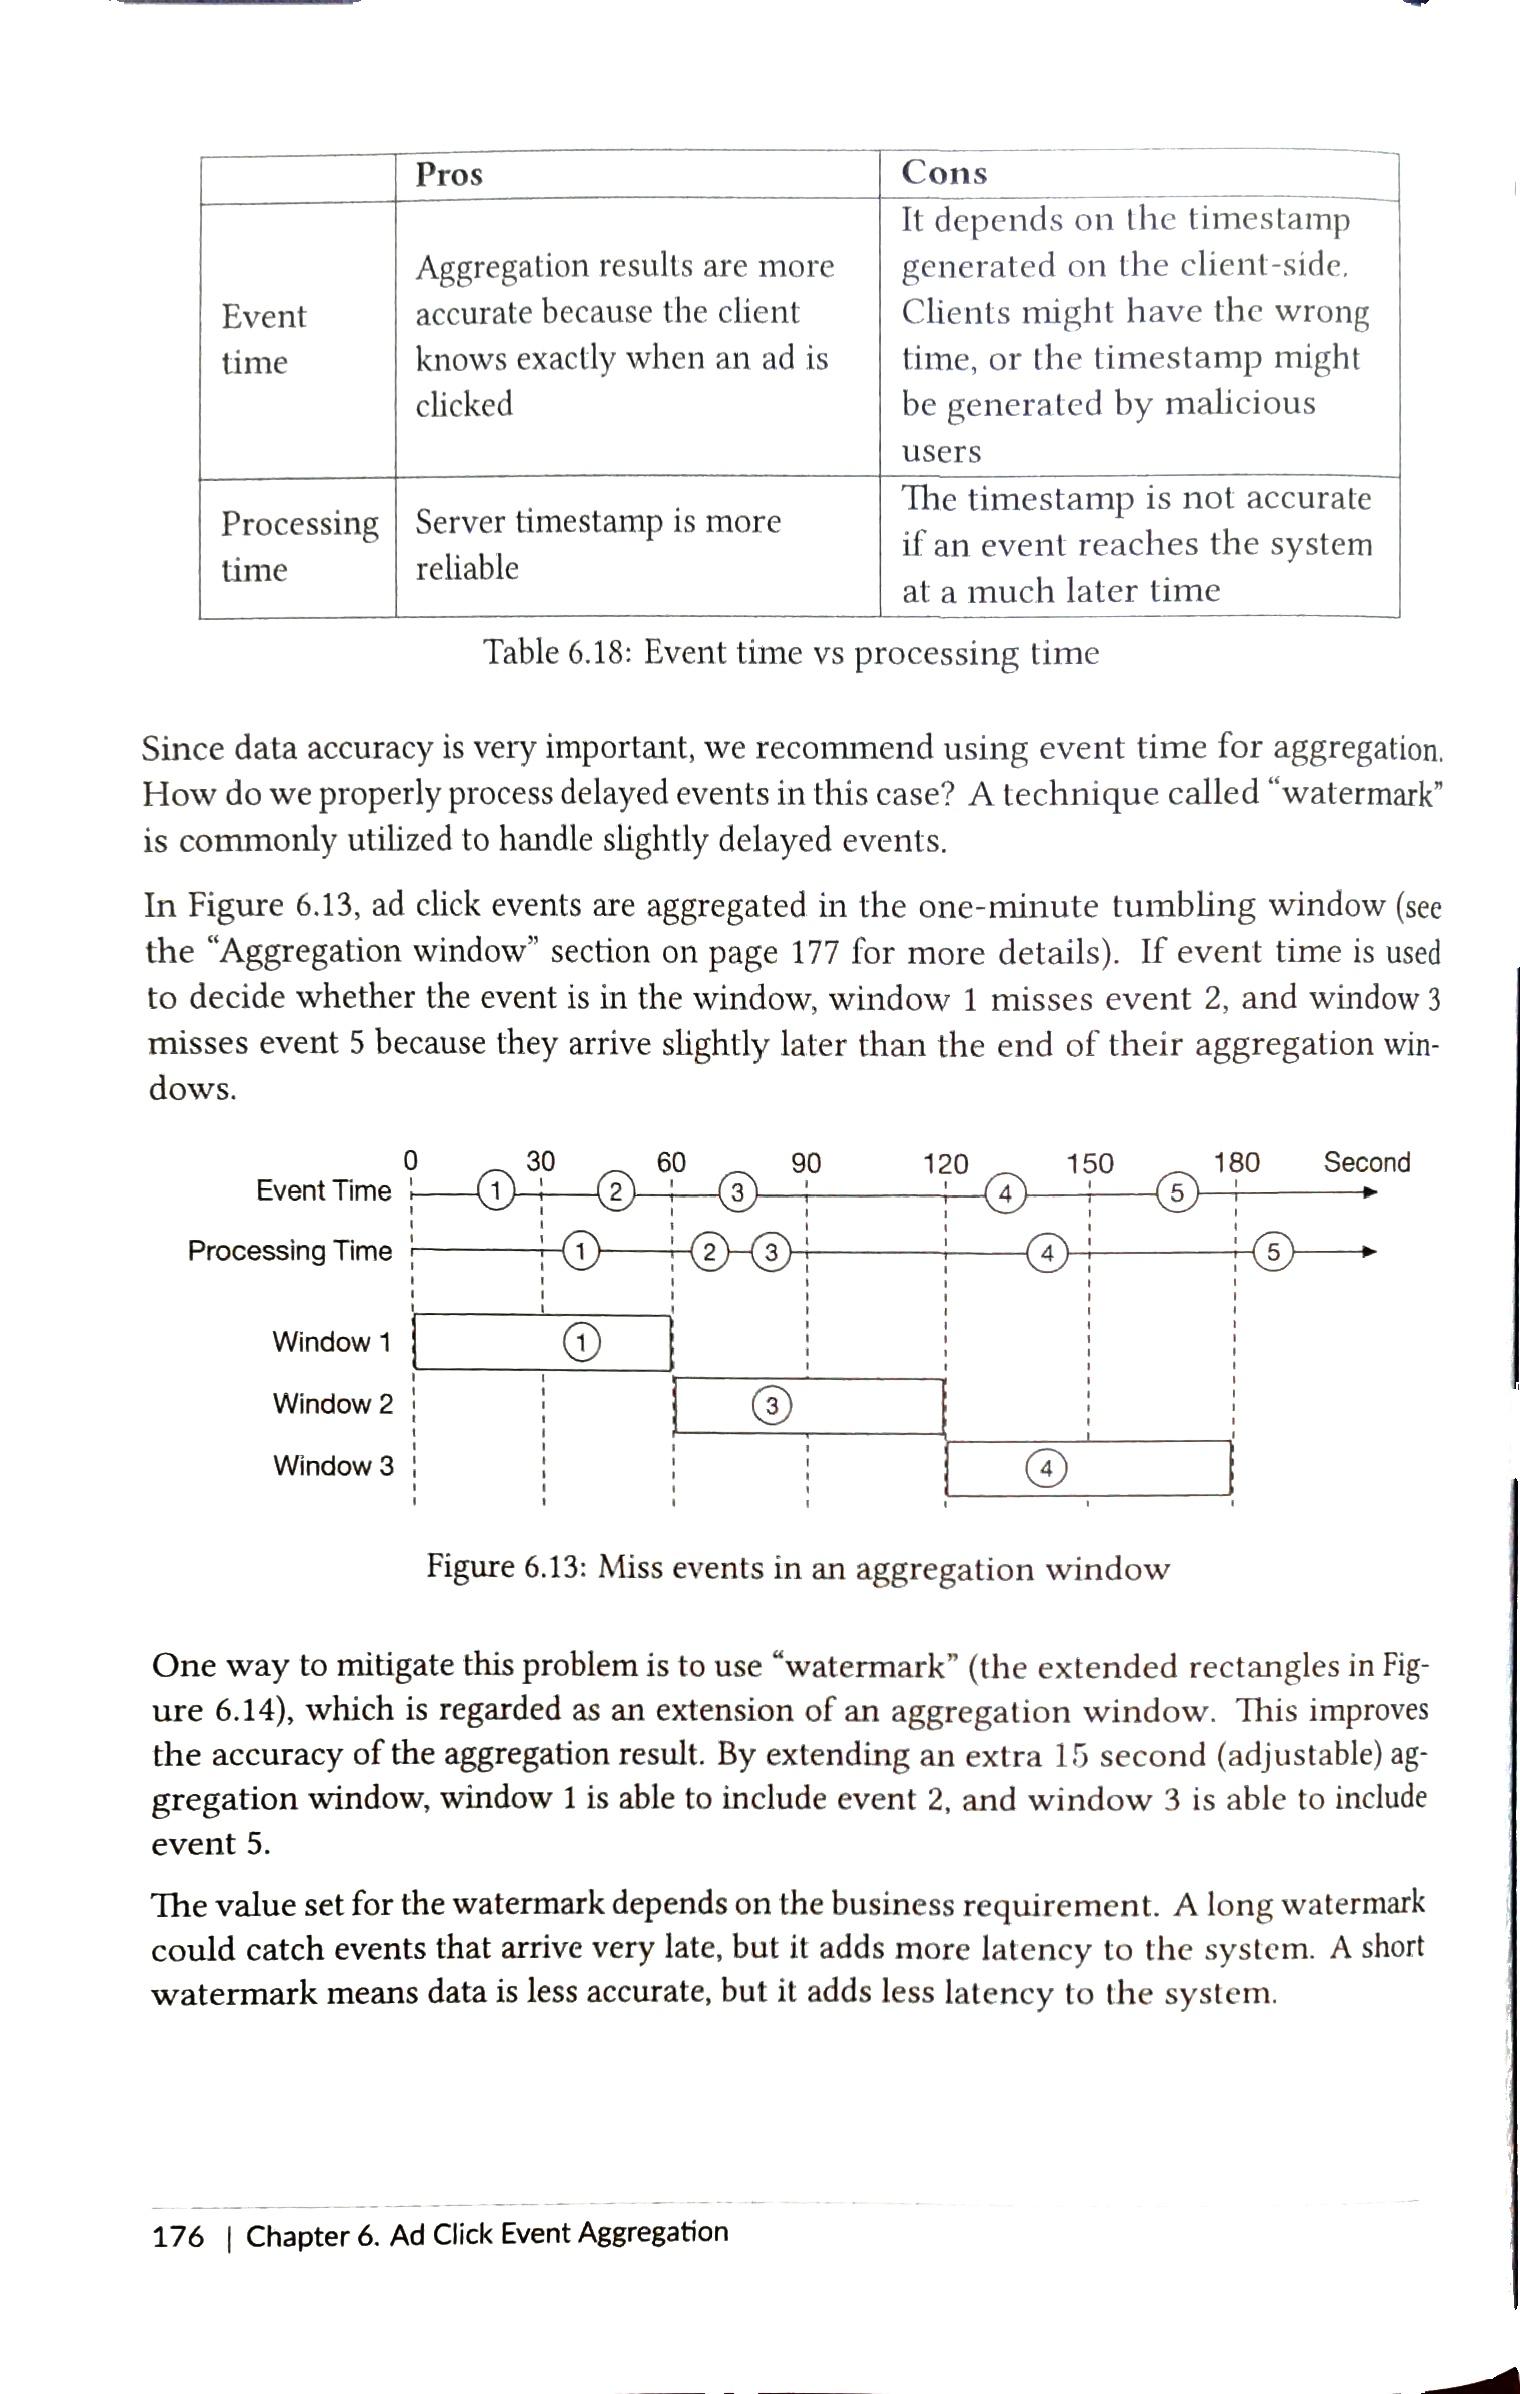 Pros Cons
Event
time
Aggregation results are more
accurate because the client
knows exactly when an ad is
clicked
It depends on the timestamp
generated on the client-side.
Clients might have the wrong
time, or the timestamp might
be generated by malicious
users
Processing
time
Server timestamp is more
reliable
The timestamp is not accurate
if an event reaches the system
at a much later time
Table 6.18: Event time vs processing time
Since data accuracy is very important, we recommend using event time for aggregation.
How do we properly process delayed events in this case? A technique called “watermark”
is commonly utilized to handle slightly delayed events.
In Figure 6.13, ad click events are aggregated in the one-minute tumbling window (see
the “Aggregation window” section on page 177 for more details). If event time is used
to decide whether the event is in the window, window 1 misses event 2, and window 3
misses event 5 because they arrive slightly later than the end of their aggregation win-
dows.
0 30 60 90 120 150 180 Second
Event Time 1 2 3 4 5
Processing Time 1 2 3 4 5
Window 1 1
Window 2 3
Window 3 4
Figure 6.13: Miss events in an aggregation window
One way to mitigate this problem is to use “watermark” (the extended rectangles in Fig-
ure 6.14), which is regarded as an extension of an aggregation window. This improves
the accuracy of the aggregation result. By extending an extra 15 second (adjustable) ag-
gregation window, window 1 is able to include event 2, and window 3 is able to include
event 5.
The value set for the watermark depends on the business requirement. A long watermark
could catch events that arrive very late, but it adds more latency to the system. A short
watermark means data is less accurate, but it adds less latency to the system.
176 | Chapter 6. Ad Click Event Aggregation